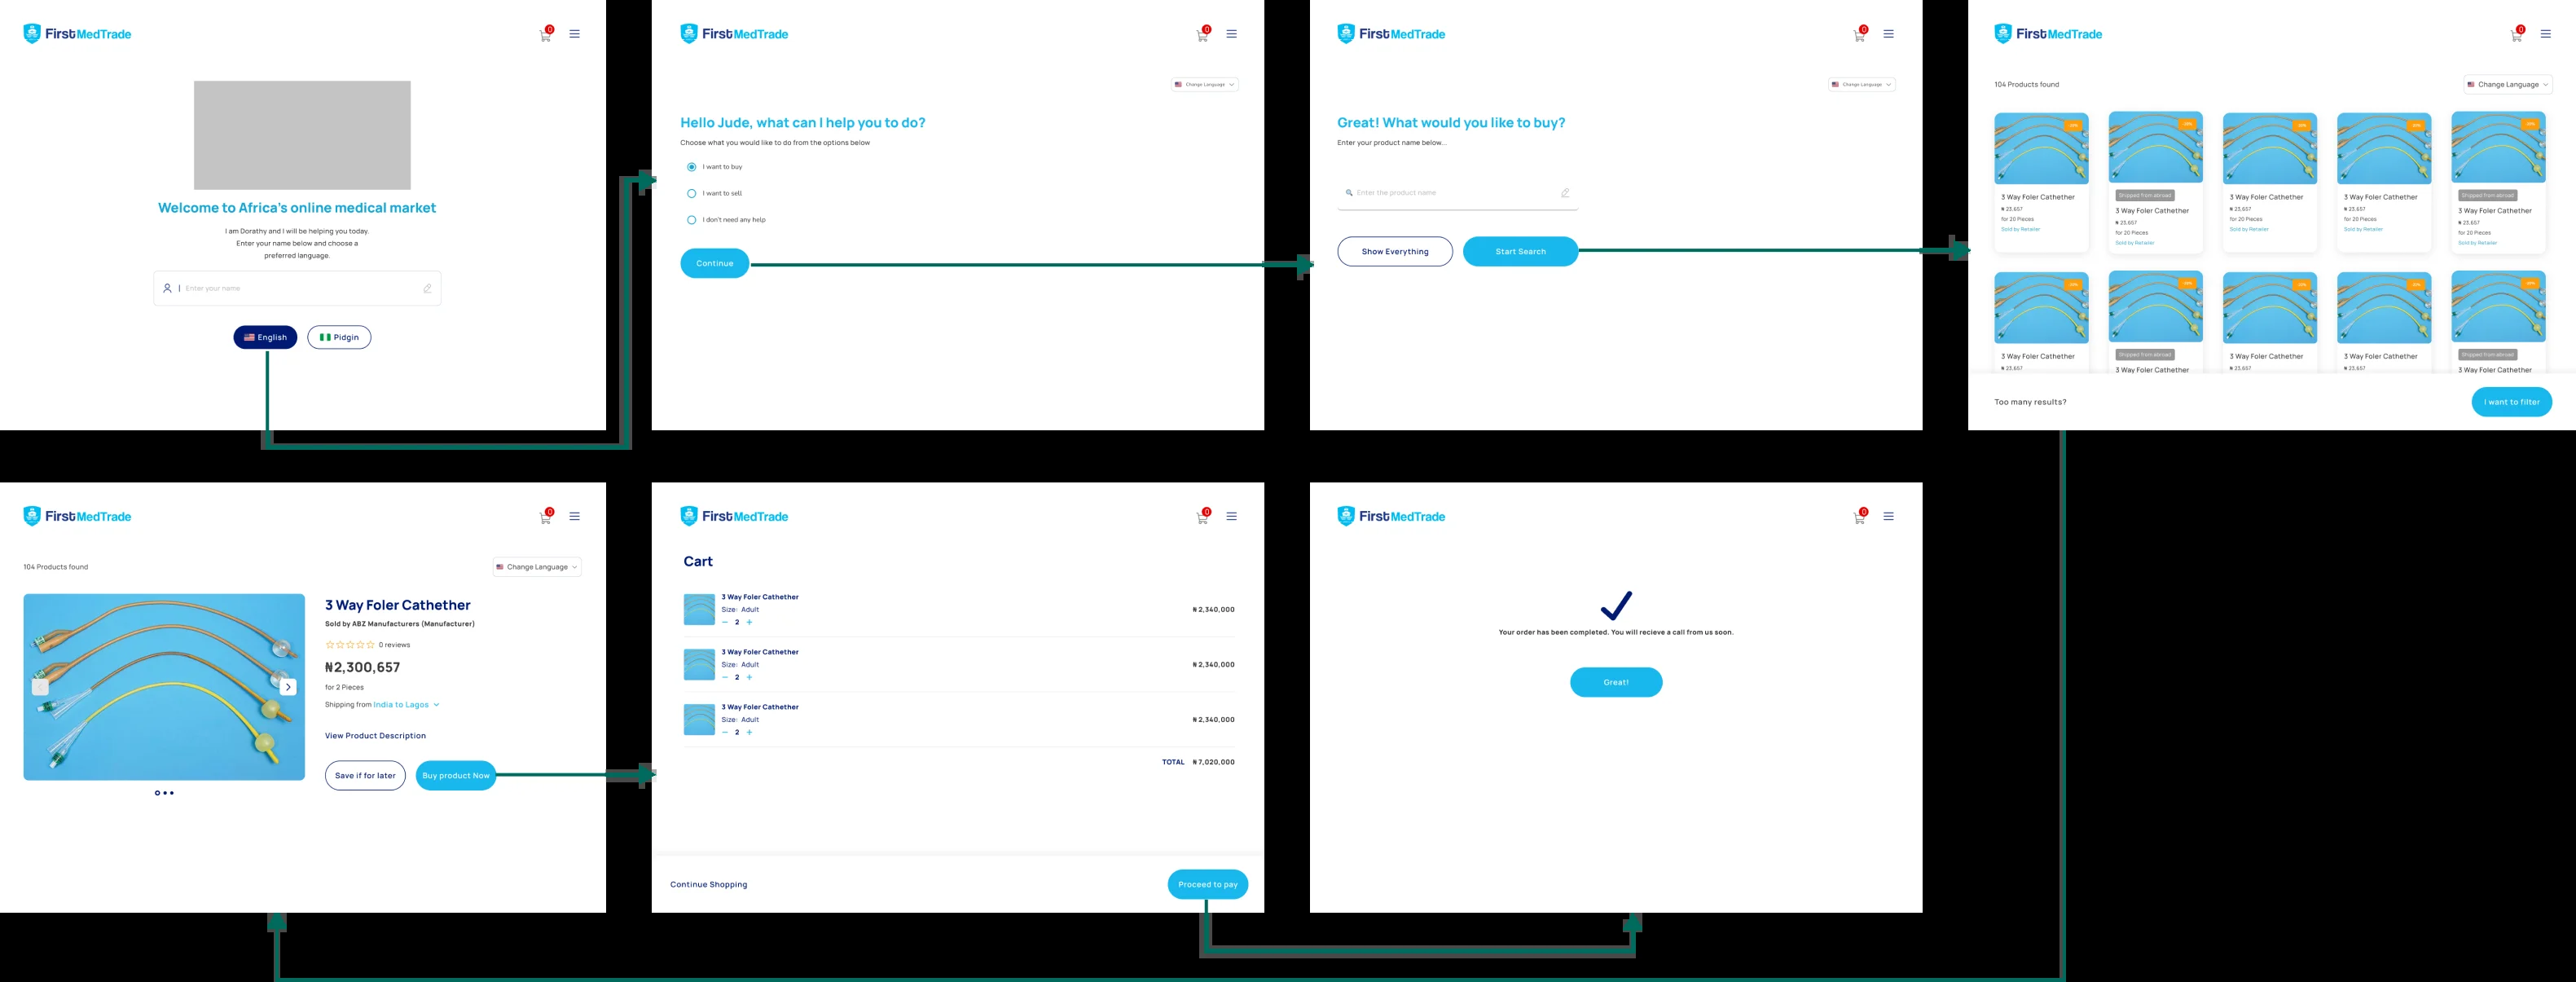 FirstMedTrade
0
Welcome to Africa's online medical market
I am Dorathy and I will be helping you today.
Enter your name below and choose a
preferred language.
Enter your name
English
Pidgin
FirstMedTrade
0
Change Language
Hello Jude, what can I help you to do?
Choose what you would like to do from the options below
I want to buy
I want to sell
I don't need any help
Continue
FirstMedTrade
0
Change Language
Great! What would you like to buy?
Enter your product name below...
Enter the product name
Show Everything
Start Search
FirstMedTrade
0
104 Products found
Change Language
3 Way Foler Cathether
₦ 23,657
for 20 Pieces
Sold by Retailer
Shipped from abroad
3 Way Foler Cathether
₦ 23,657
for 20 Pieces
Sold by Retailer
3 Way Foler Cathether
₦ 23,657
for 20 Pieces
Sold by Retailer
3 Way Foler Cathether
₦ 23,657
for 20 Pieces
Sold by Retailer
Shipped from abroad
3 Way Foler Cathether
₦ 23,657
for 20 Pieces
Sold by Retailer
3 Way Foler Cathether
₦ 23,657
Shipped from abroad
3 Way Foler Cathether
3 Way Foler Cathether
₦ 23,657
3 Way Foler Cathether
₦ 23,657
Shipped from abroad
3 Way Foler Cathether
Too many results?
I want to filter
FirstMedTrade
0
104 Products found
Change Language
3 Way Foler Cathether
Sold by ABZ Manufacturers (Manufacturer)
0 reviews
₦2,300,657
for 2 Pieces
Shipping from India to Lagos
View Product Description
Save if for later
Buy product Now
FirstMedTrade
0
Cart
3 Way Foler Cathether
Size: Adult
− 2 +
₦ 2,340,000
3 Way Foler Cathether
Size: Adult
− 2 +
₦ 2,340,000
3 Way Foler Cathether
Size: Adult
− 2 +
₦ 2,340,000
TOTAL ₦ 7,020,000
Continue Shopping
Proceed to pay
FirstMedTrade
0
Your order has been completed. You will recieve a call from us soon.
Great!